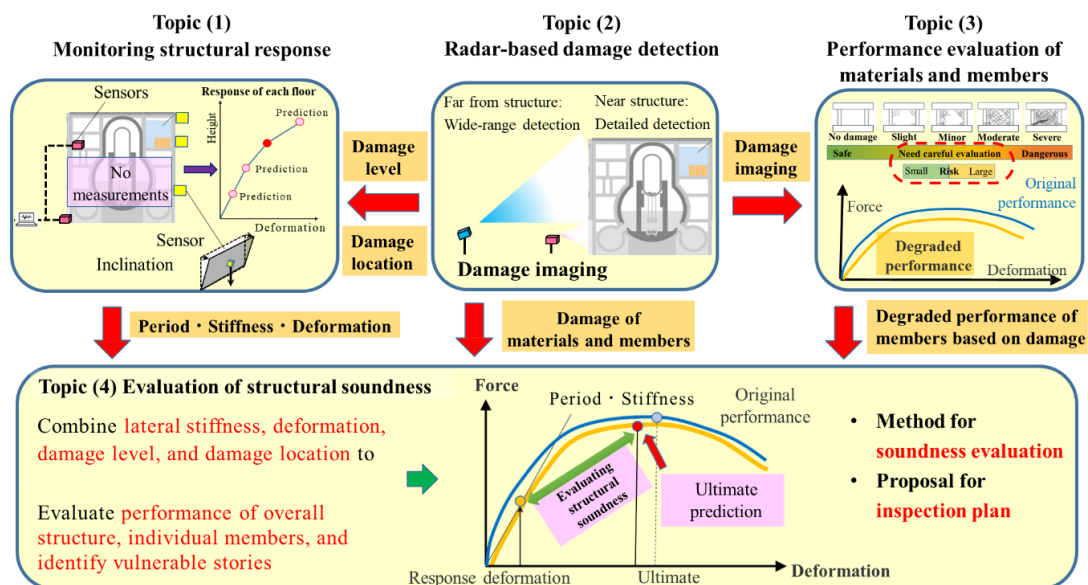 Topic (1)
Monitoring structural response
Sensors
Response of each floor
Height
Prediction
Prediction
Prediction
No
measurements
Deformation
Sensor
Inclination
Topic (2)
Radar-based damage detection
Far from structure:
Wide-range detection
Near structure:
Detailed detection
Damage imaging
Damage
level
Damage
location
Damage
imaging
Topic (3)
Performance evaluation of
materials and members
No damage
Slight
Minor
Moderate
Severe
Safe
Need careful evaluation
Dangerous
Small
Risk
Large
Original
performance
Force
Degraded
performance
Deformation
Period・Stiffness・Deformation
Damage of
materials and members
Degraded performance of
members based on damage
Topic (4) Evaluation of structural soundness
Combine lateral stiffness, deformation,
damage level, and damage location to
Evaluate performance of overall
structure, individual members, and
identify vulnerable stories
Force
Period・Stiffness
Original
performance
Evaluating
structural
soundness
Ultimate
prediction
Response deformation
Ultimate
Deformation
• Method for
soundness evaluation
• Proposal for
inspection plan